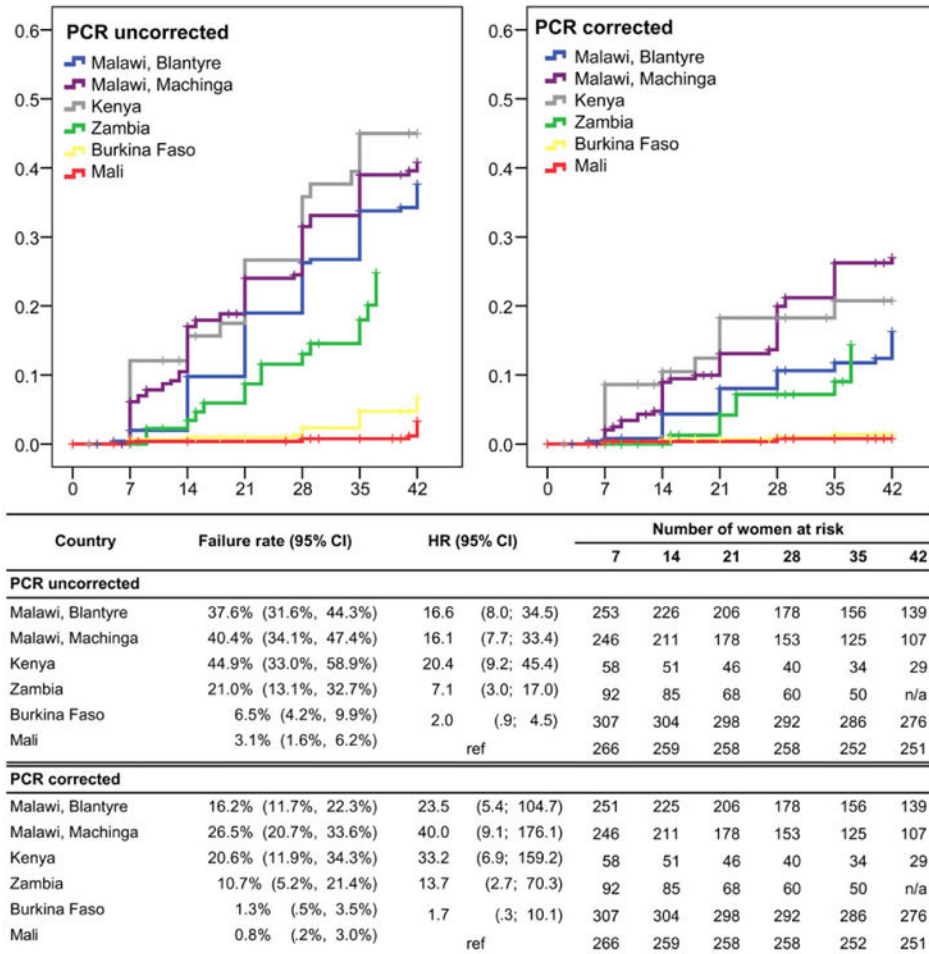 PCR uncorrected
Malawi, Blantyre
Malawi, Machinga
Kenya
Zambia
Burkina Faso
Mali
0.6
0.5
0.4
0.3
0.2
0.1
0.0
0 7 14 21 28 35 42
PCR corrected
Malawi, Blantyre
Malawi, Machinga
Kenya
Zambia
Burkina Faso
Mali
0.6
0.5
0.4
0.3
0.2
0.1
0.0
0 7 14 21 28 35 42
Country Failure rate (95% CI) HR (95% CI) Number of women at risk
7 14 21 28 35 42
PCR uncorrected
Malawi, Blantyre 37.6% (31.6%, 44.3%) 16.6 (8.0; 34.5) 253 226 206 178 156 139
Malawi, Machinga 40.4% (34.1%, 47.4%) 16.1 (7.7; 33.4) 246 211 178 153 125 107
Kenya 44.9% (33.0%, 58.9%) 20.4 (9.2; 45.4) 58 51 46 40 34 29
Zambia 21.0% (13.1%, 32.7%) 7.1 (3.0; 17.0) 92 85 68 60 50 n/a
Burkina Faso 6.5% (4.2%, 9.9%) 2.0 (.9; 4.5) 307 304 298 292 286 276
Mali 3.1% (1.6%, 6.2%) ref 266 259 258 258 252 251
PCR corrected
Malawi, Blantyre 16.2% (11.7%, 22.3%) 23.5 (5.4; 104.7) 251 225 206 178 156 139
Malawi, Machinga 26.5% (20.7%, 33.6%) 40.0 (9.1; 176.1) 246 211 178 153 125 107
Kenya 20.6% (11.9%, 34.3%) 33.2 (6.9; 159.2) 58 51 46 40 34 29
Zambia 10.7% (5.2%, 21.4%) 13.7 (2.7; 70.3) 92 85 68 60 50 n/a
Burkina Faso 1.3% (.5%, 3.5%) 1.7 (.3; 10.1) 307 304 298 292 286 276
Mali 0.8% (.2%, 3.0%) ref 266 259 258 258 252 251